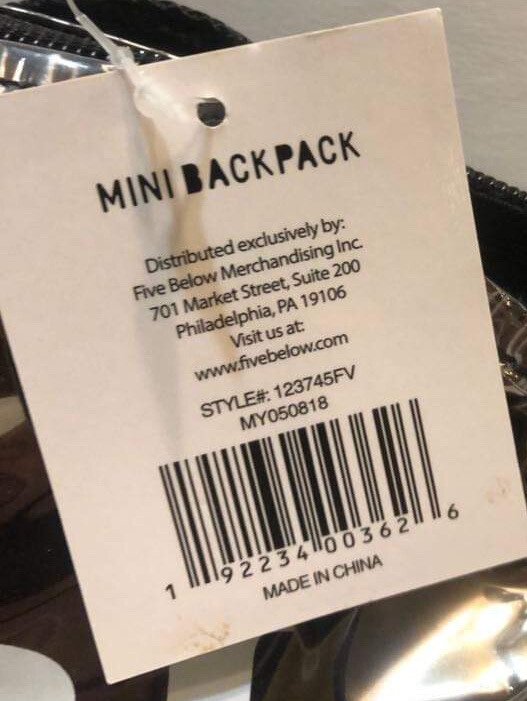 MINI BACKPACK
Distributed exclusively by:
Five Below Merchandising Inc.
701 Market Street, Suite 200
Philadelphia, PA 19106
Visit us at:
www.fivebelow.com
STYLE#: 123745FV
MY050818
1 92234 00362 6
MADE IN CHINA